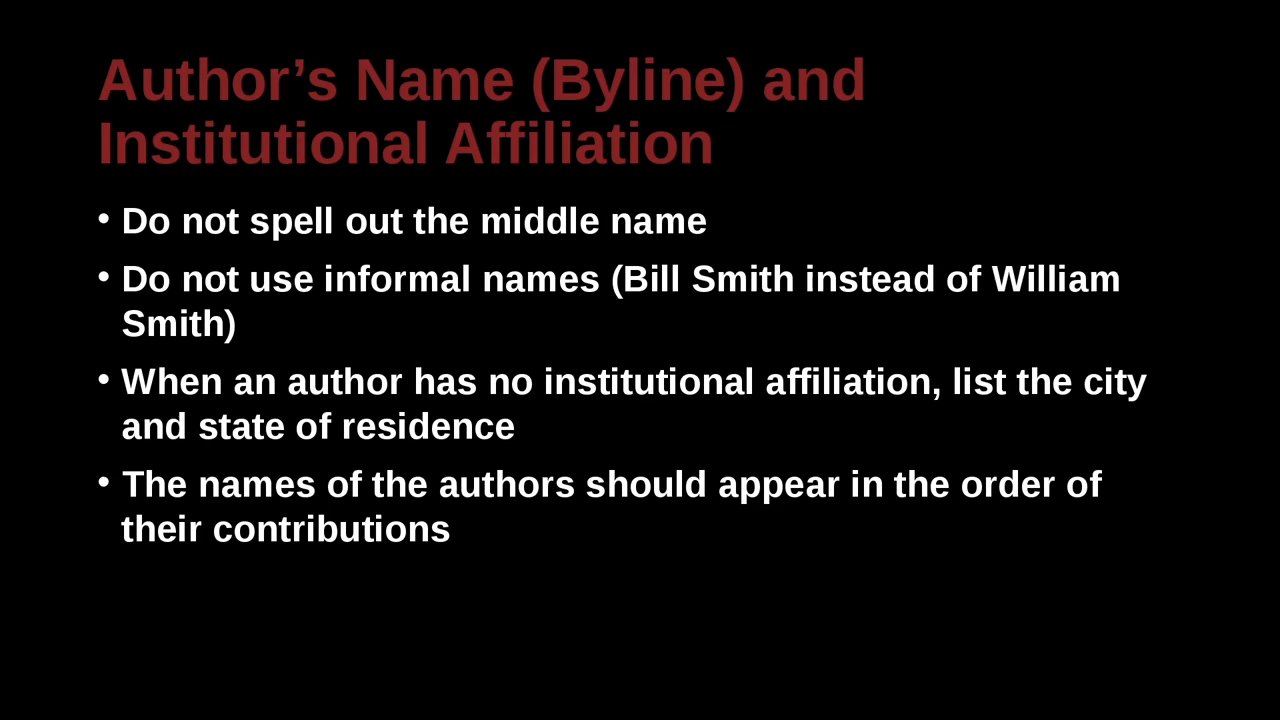 Author’s Name (Byline) and
Institutional Affiliation
• Do not spell out the middle name
• Do not use informal names (Bill Smith instead of William
Smith)
• When an author has no institutional affiliation, list the city
and state of residence
• The names of the authors should appear in the order of
their contributions